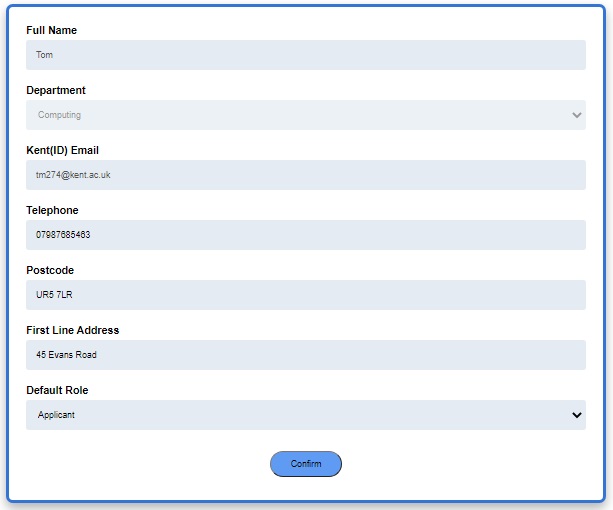 Full Name
Tom
Department
Computing
Kent(ID) Email
tm274@kent.ac.uk
Telephone
07987685463
Postcode
UR5 7LR
First Line Address
45 Evans Road
Default Role
Applicant
Confirm